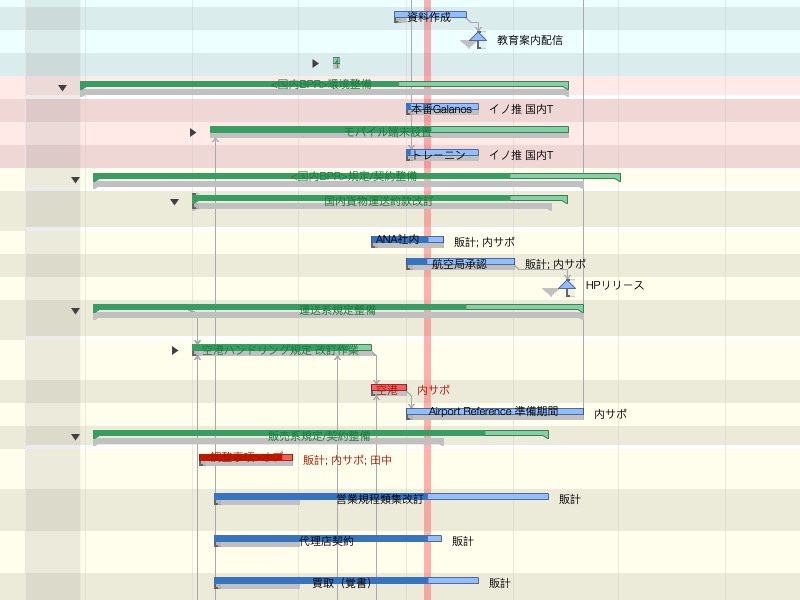 資料作成
教育案内配信
<国内BPR>環境整備
本番Galanos イノ推 国内T
モバイル端末設置
トレーニン イノ推 国内T
<国内BPR>規定/契約整備
国内貨物運送約款改訂
ANA社内 販計; 内サポ
航空局承認 販計; 内サポ
HPリリース
運送系規定整備
空港ハンドリング規定 改訂作業
空港 内サポ
Airport Reference 準備期間 内サポ
販売系規定/契約整備
販計; 内サポ; 田中
営業規程類集改訂 販計
代理店契約 販計
買取（覚書） 販計